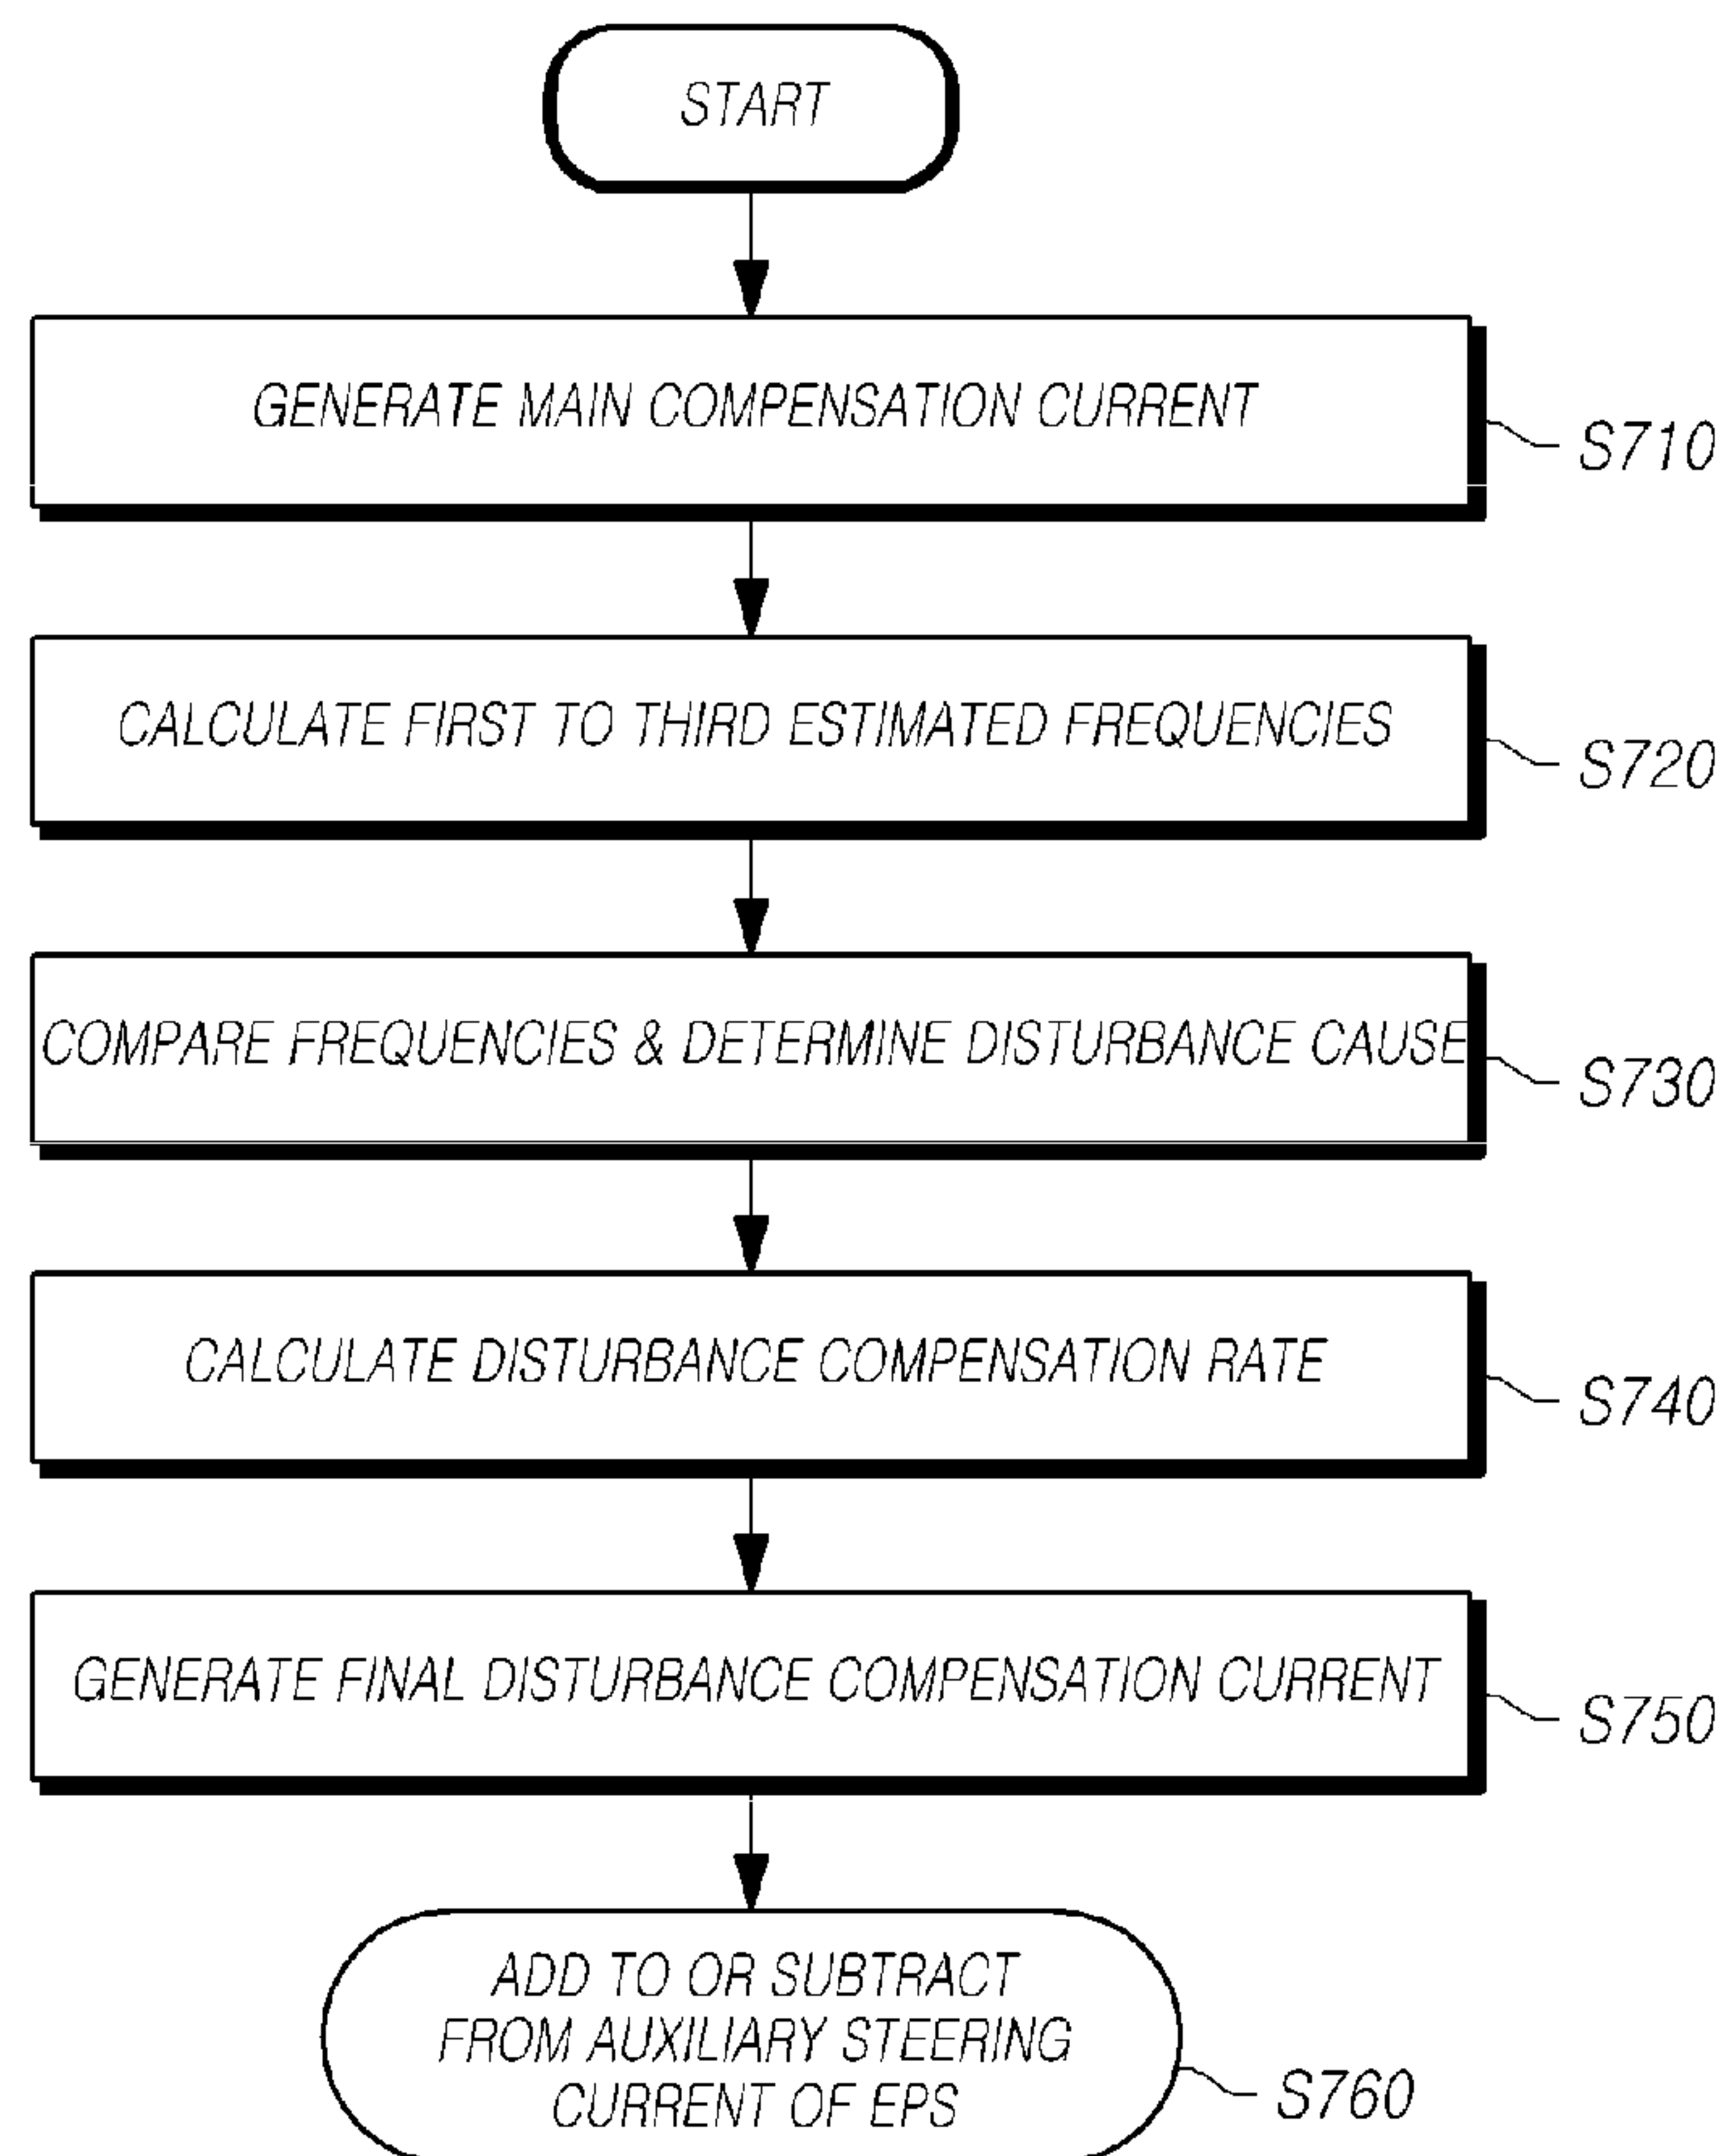 START
GENERATE MAIN COMPENSATION CURRENT
S710
CALCULATE FIRST TO THIRD ESTIMATED FREQUENCIES
S720
COMPARE FREQUENCIES & DETERMINE DISTURBANCE CAUSE
S730
CALCULATE DISTURBANCE COMPENSATION RATE
S740
GENERATE FINAL DISTURBANCE COMPENSATION CURRENT
S750
ADD TO OR SUBTRACT
FROM AUXILIARY STEERING
CURRENT OF EPS
S760